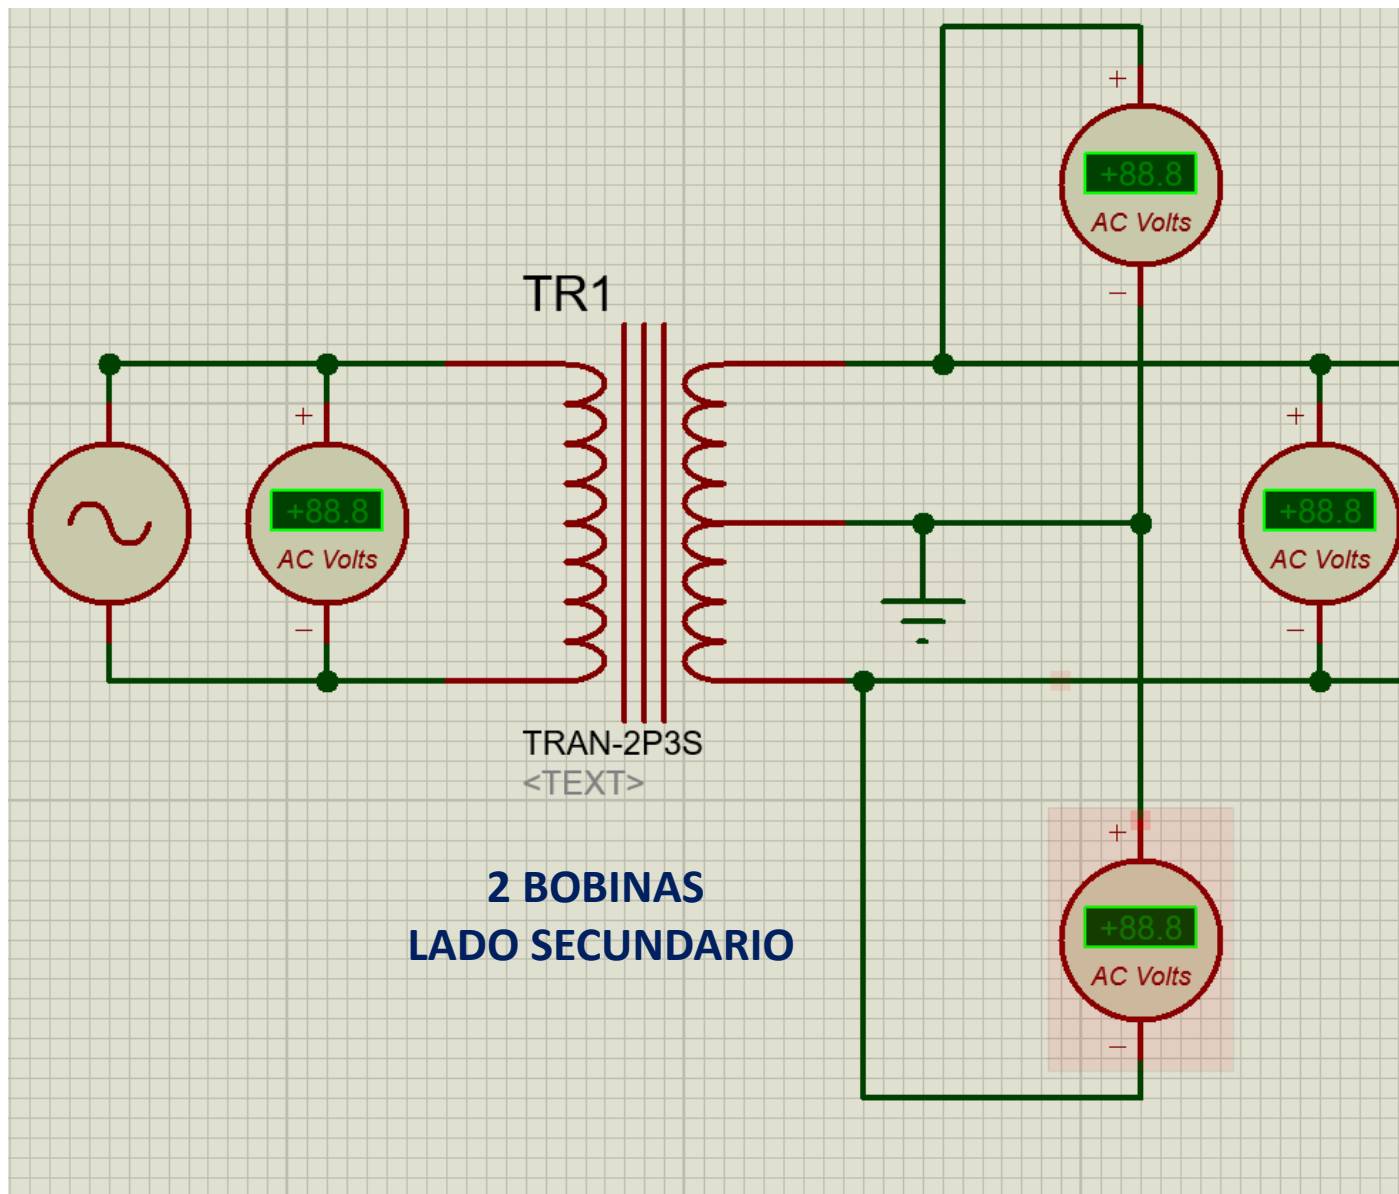 +
+88.8
AC Volts
−
TR1
+
+88.8
AC Volts
−
+
+88.8
AC Volts
−
TRAN-2P3S
<TEXT>
+
+88.8
AC Volts
−
2 BOBINAS
LADO SECUNDARIO